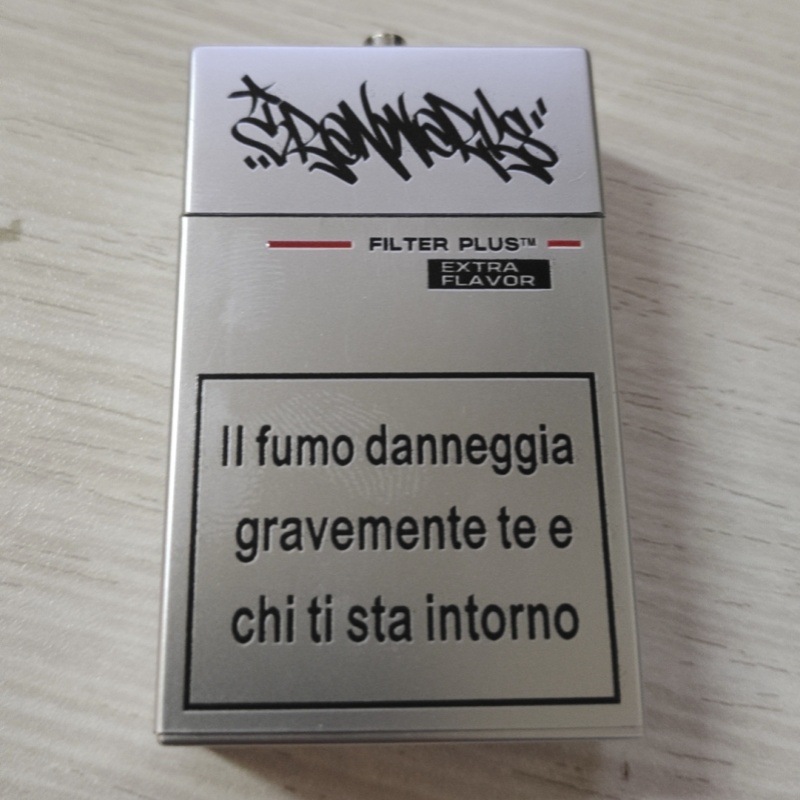 FILTER PLUS™
EXTRA
FLAVOR
Il fumo danneggia
gravemente te e
chi ti sta intorno